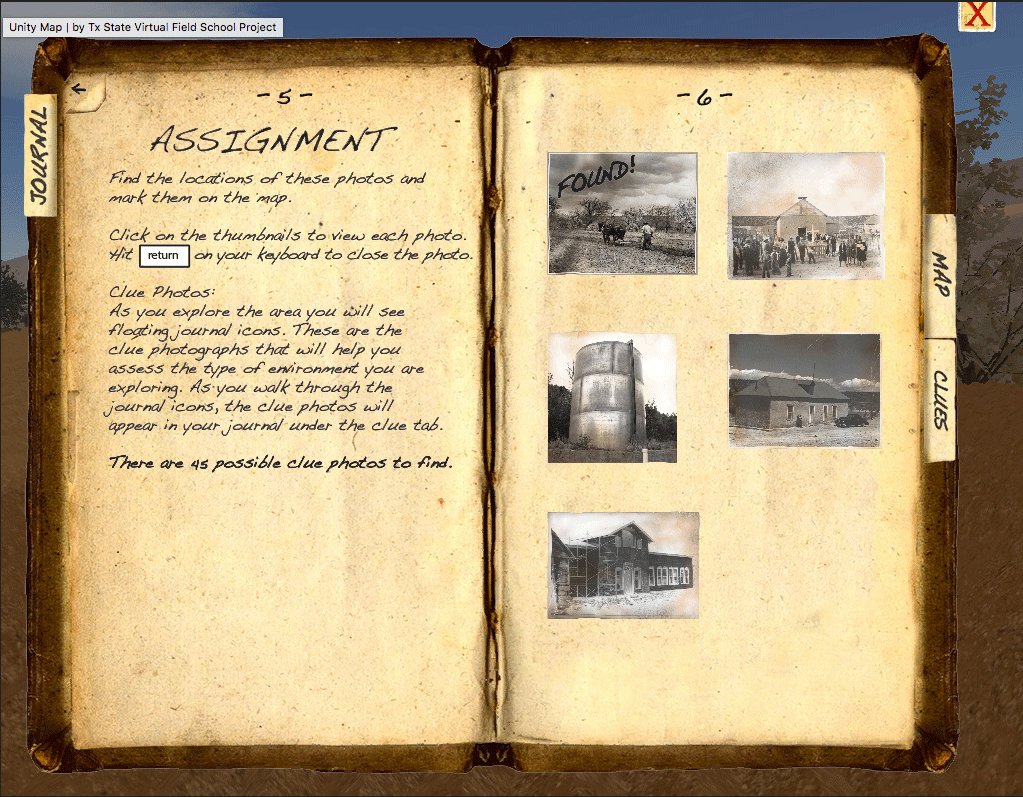 Unity Map | by Tx State Virtual Field School Project
X
JOURNAL
- 5 -
ASSIGNMENT
Find the locations of these photos and
mark them on the map.
Click on the thumbnails to view each photo.
Hit return on your keyboard to close the photo.
Clue Photos:
As you explore the area you will see
floating journal icons. These are the
clue photographs that will help you
assess the type of environment you are
exploring. As you walk through the
journal icons, the clue photos will
appear in your journal under the clue tab.
There are 45 possible clue photos to find.
- 6 -
FOUND!
MAP
CLUES